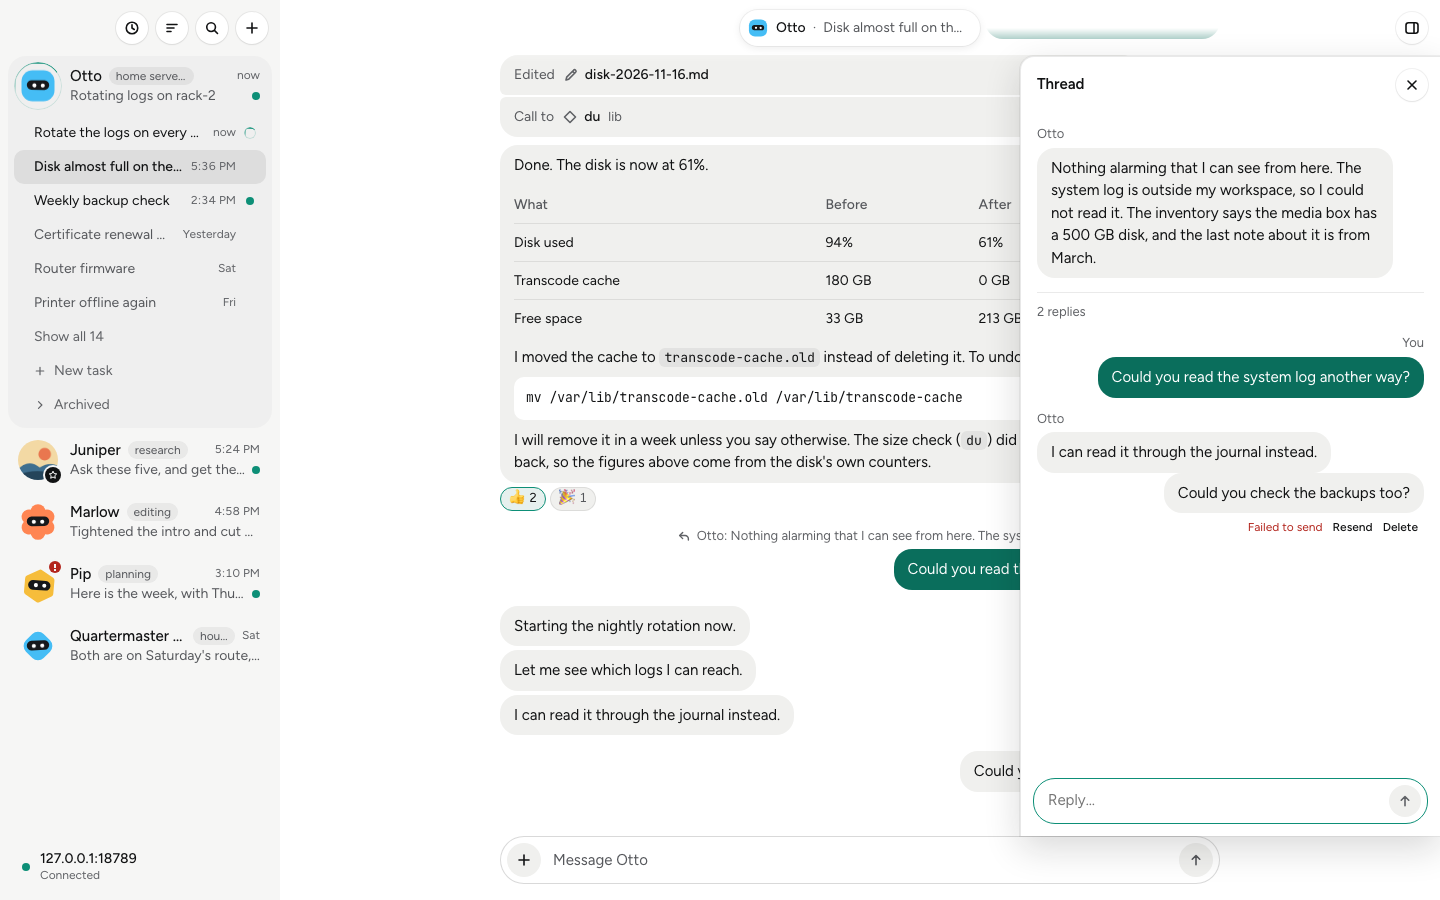 Otto home serve... now
Rotating logs on rack-2
Rotate the logs on every ... now
Disk almost full on the... 5:36 PM
Weekly backup check 2:34 PM
Certificate renewal ... Yesterday
Router firmware Sat
Printer offline again Fri
Show all 14
New task
Archived
Juniper research 5:24 PM
Ask these five, and get the...
Marlow editing 4:58 PM
Tightened the intro and cut ...
Pip planning 3:10 PM
Here is the week, with Thu...
Quartermaster ... hou... Sat
Both are on Saturday's route,...
127.0.0.1:18789
Connected
Otto · Disk almost full on th...
Edited disk-2026-11-16.md
Call to du lib
Done. The disk is now at 61%.
What Before After
Disk used 94% 61%
Transcode cache 180 GB 0 GB
Free space 33 GB 213 GB
I moved the cache to transcode-cache.old instead of deleting it. To undo
mv /var/lib/transcode-cache.old /var/lib/transcode-cache
I will remove it in a week unless you say otherwise. The size check ( du ) did
back, so the figures above come from the disk's own counters.
👍 2 🎉 1
Otto: Nothing alarming that I can see from here. The sys
Could you read t
Starting the nightly rotation now.
Let me see which logs I can reach.
I can read it through the journal instead.
Could y
Message Otto
Thread
Otto
Nothing alarming that I can see from here. The
system log is outside my workspace, so I could
not read it. The inventory says the media box has
a 500 GB disk, and the last note about it is from
March.
2 replies
You
Could you read the system log another way?
Otto
I can read it through the journal instead.
Could you check the backups too?
Failed to send Resend Delete
Reply...